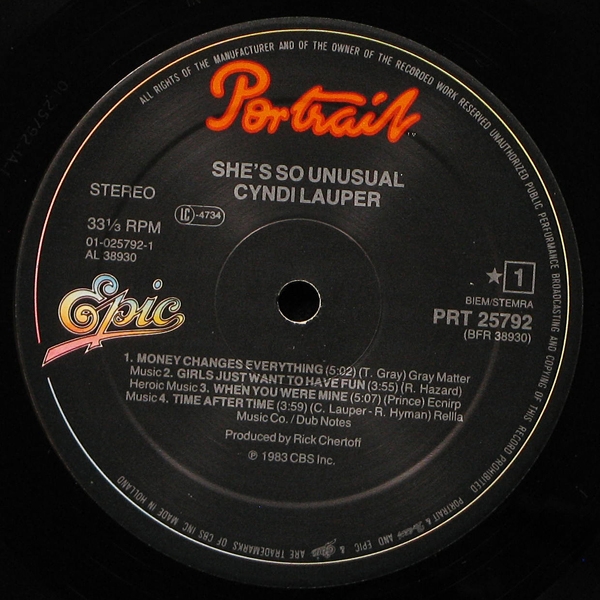 ALL RIGHTS OF THE MANUFACTURER AND OF THE OWNER OF THE RECORDED WORK RESERVED UNAUTHORIZED PUBLIC PERFORMANCE BROADCASTING AND COPYING OF THIS RECORD PROHIBITED
Portrait
SHE'S SO UNUSUAL
CYNDI LAUPER
STEREO
33⅓ RPM
LC-4734
01-025792-1
AL 38930
★ 1
BIEM/STEMRA
PRT 25792
(BFR 38930)
Epic
1. MONEY CHANGES EVERYTHING (5:02) (T. Gray) Gray Matter
Music 2. GIRLS JUST WANT TO HAVE FUN (3:55) (R. Hazard)
Heroic Music 3. WHEN YOU WERE MINE (5:07) (Prince) Ecnirp
Music 4. TIME AFTER TIME (3:59) (C. Lauper - R. Hyman) Rellla
Music Co. / Dub Notes
Produced by Rick Chertoff
℗ 1983 CBS Inc.
PORTRAIT & AND EPIC & Epic ARE TRADEMARKS OF CBS INC MADE IN HOLLAND